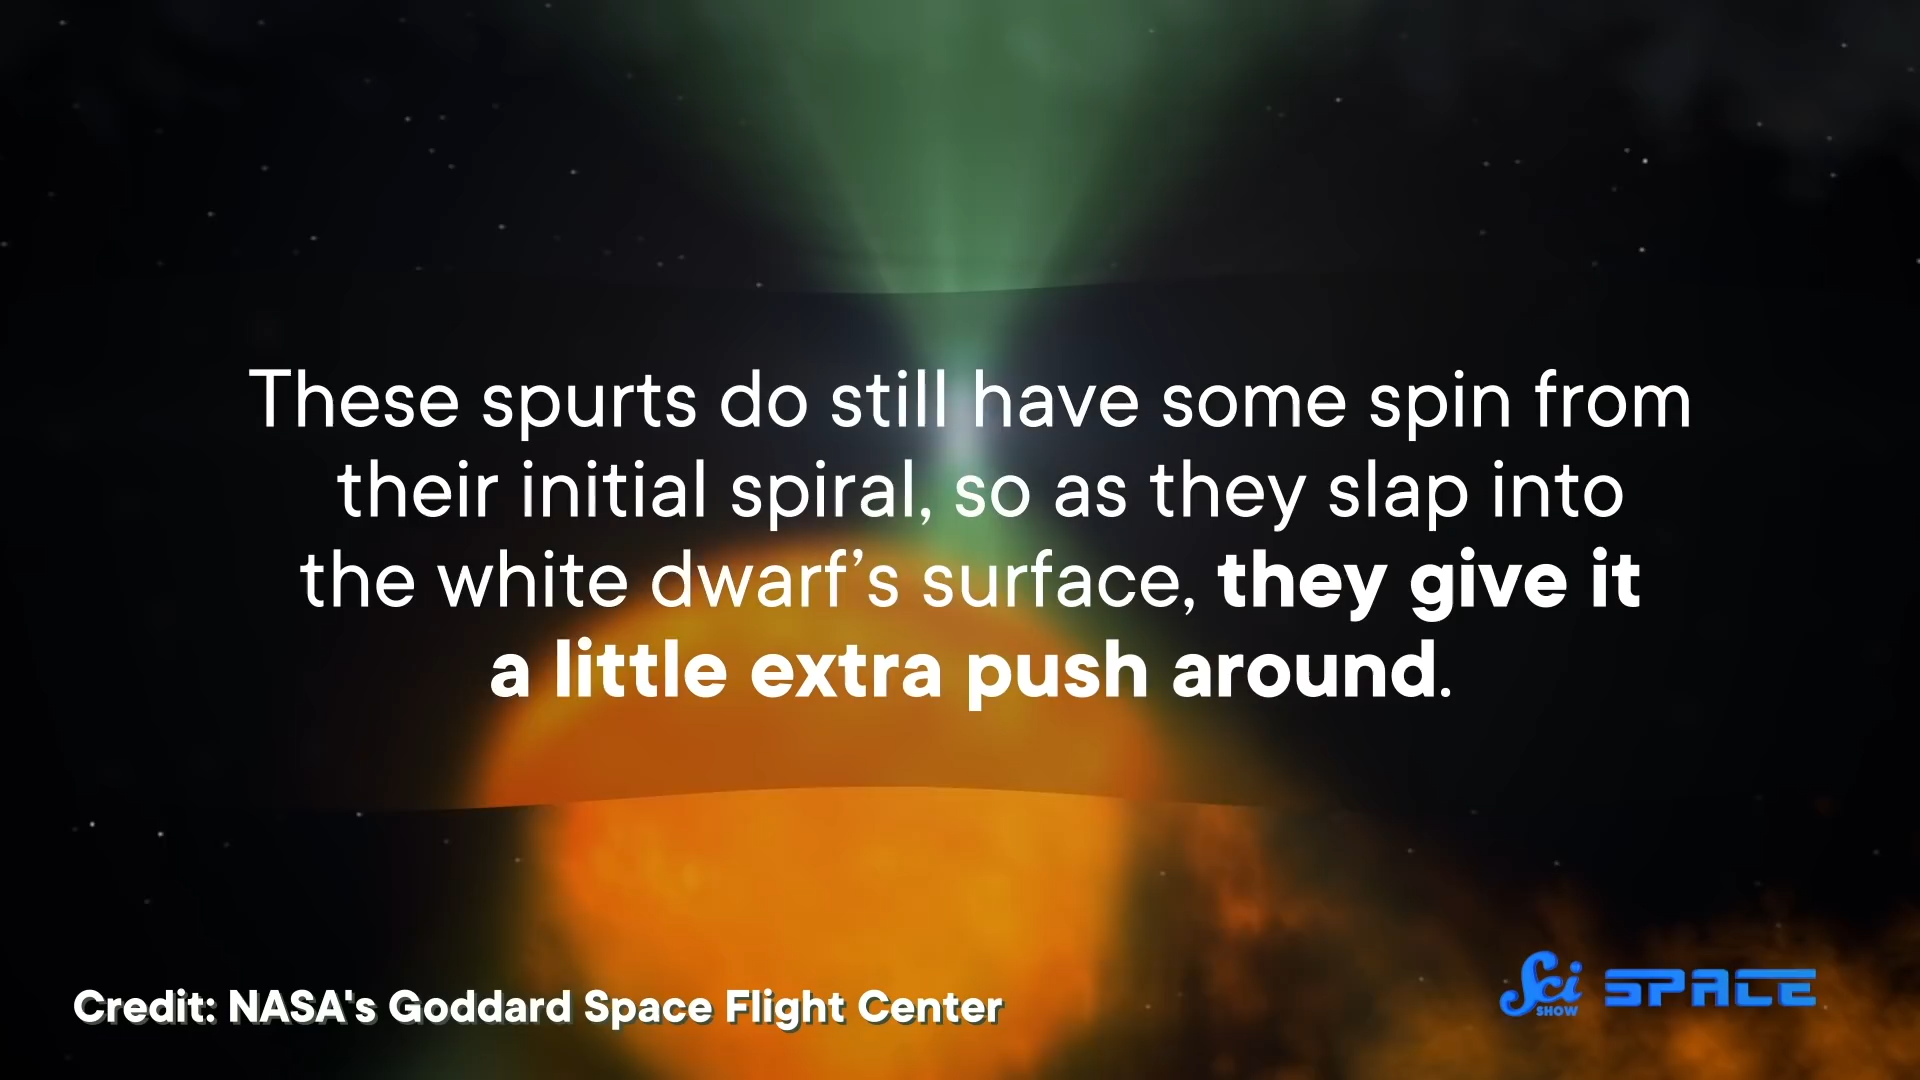 These spurts do still have some spin from
their initial spiral, so as they slap into
the white dwarf’s surface, they give it
a little extra push around.
Credit: NASA's Goddard Space Flight Center
Sci SHOW SPACE